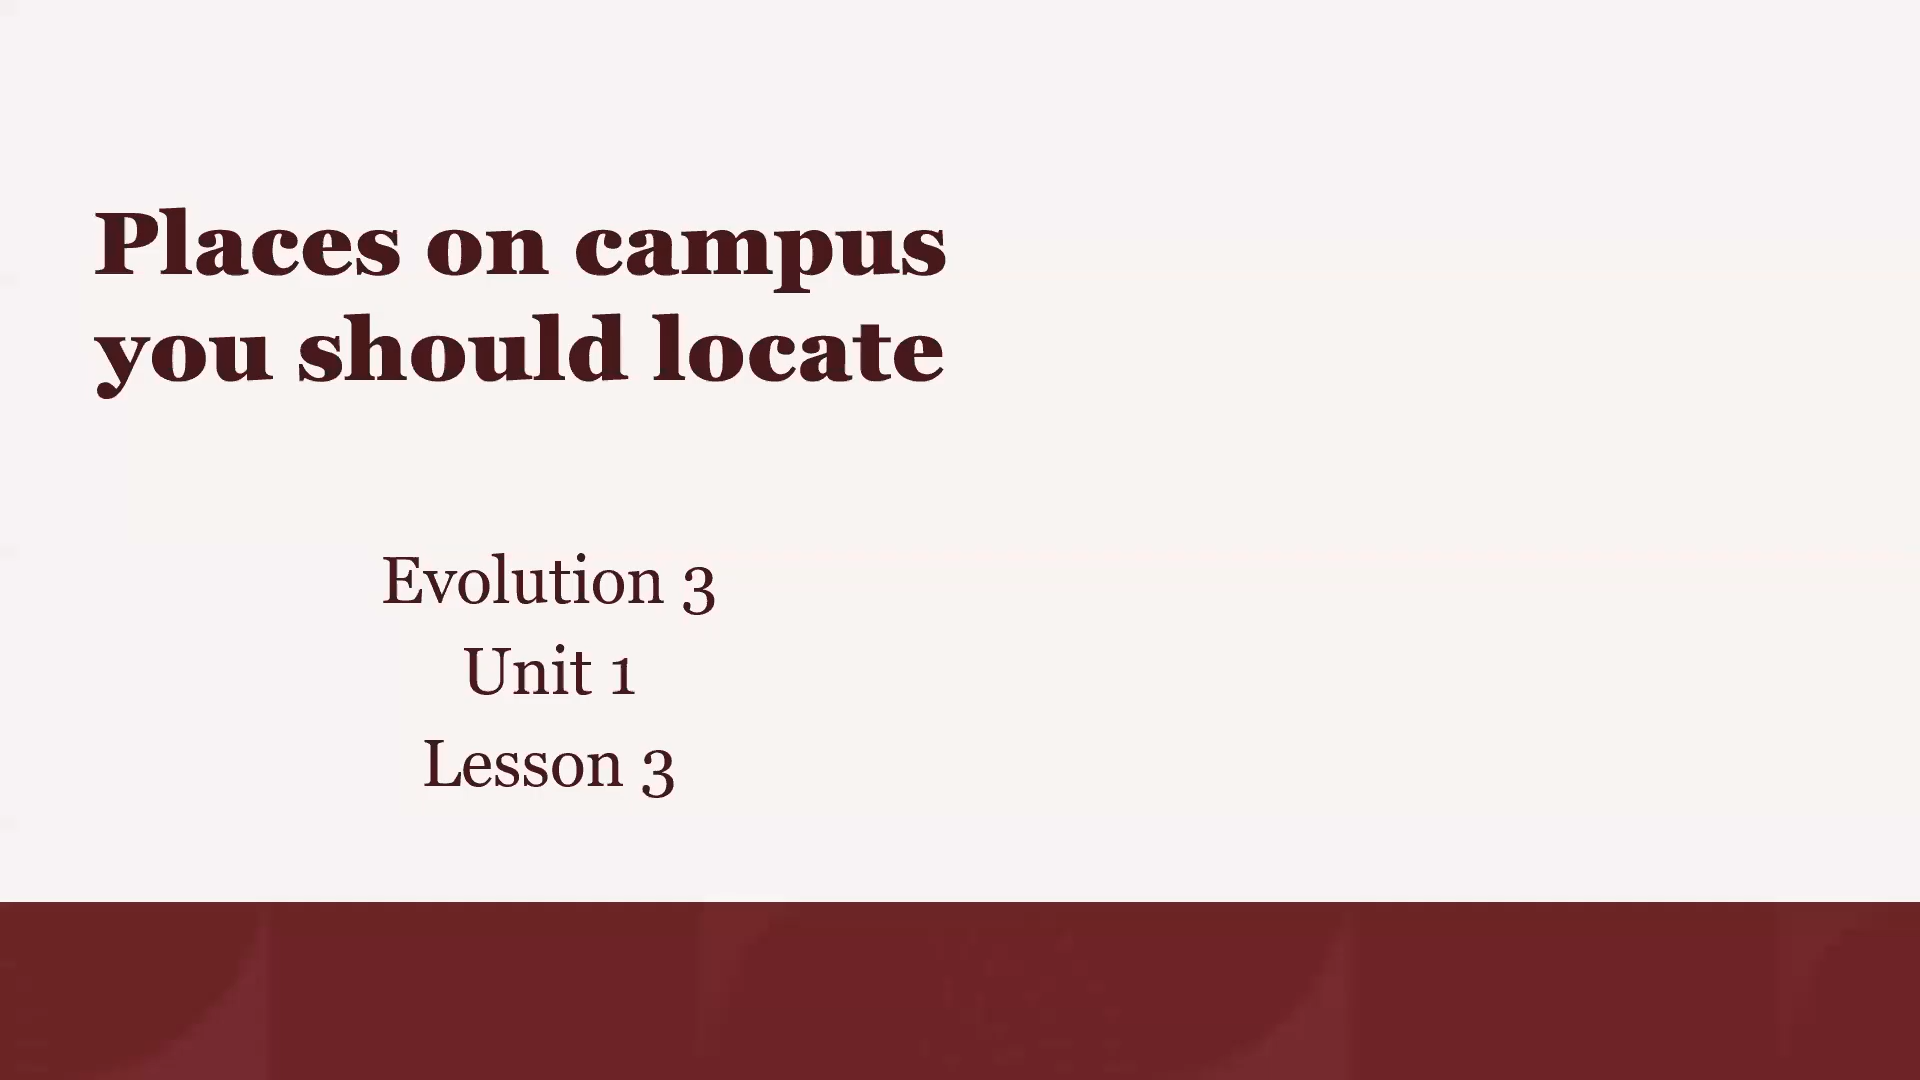 Places on campus
you should locate
Evolution 3
Unit 1
Lesson 3